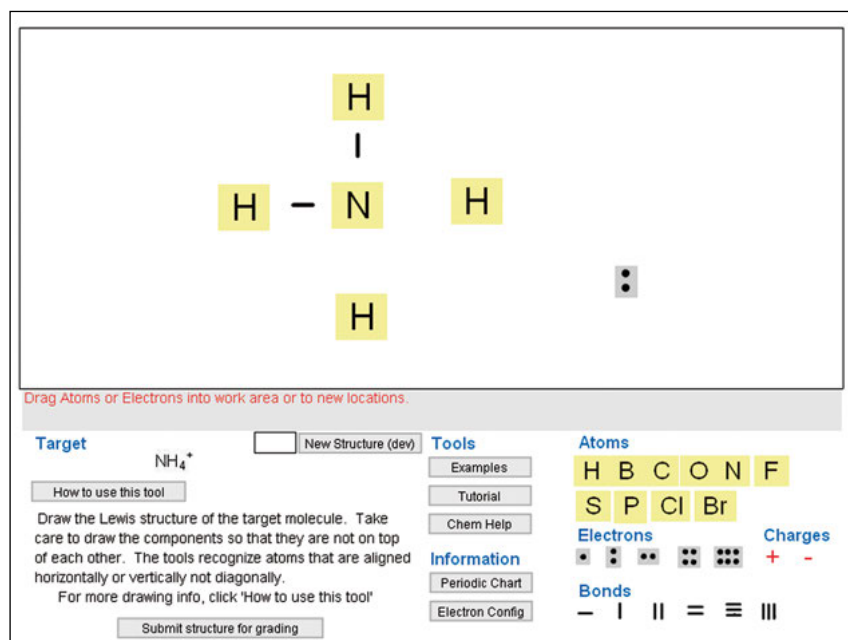 H
H N H
H
Drag Atoms or Electrons into work area or to new locations.
Target
New Structure (dev)
NH₄⁺
How to use this tool
Draw the Lewis structure of the target molecule. Take
care to draw the components so that they are not on top
of each other. The tools recognize atoms that are aligned
horizontally or vertically not diagonally.
For more drawing info, click 'How to use this tool'
Submit structure for grading
Tools
Examples
Tutorial
Chem Help
Information
Periodic Chart
Electron Config
Atoms
H B C O N F
S P Cl Br
Electrons
Charges
+ -
Bonds